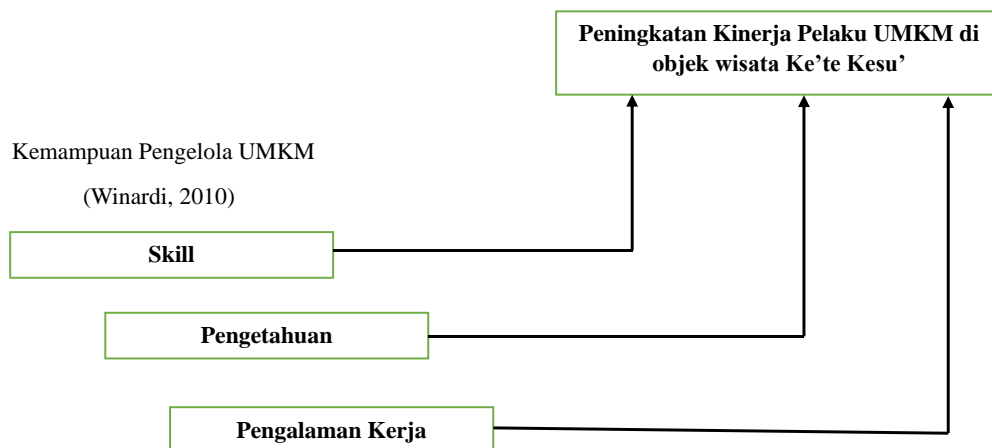 Peningkatan Kinerja Pelaku UMKM di
objek wisata Ke’te Kesu’
Kemampuan Pengelola UMKM
(Winardi, 2010)
Skill
Pengetahuan
Pengalaman Kerja